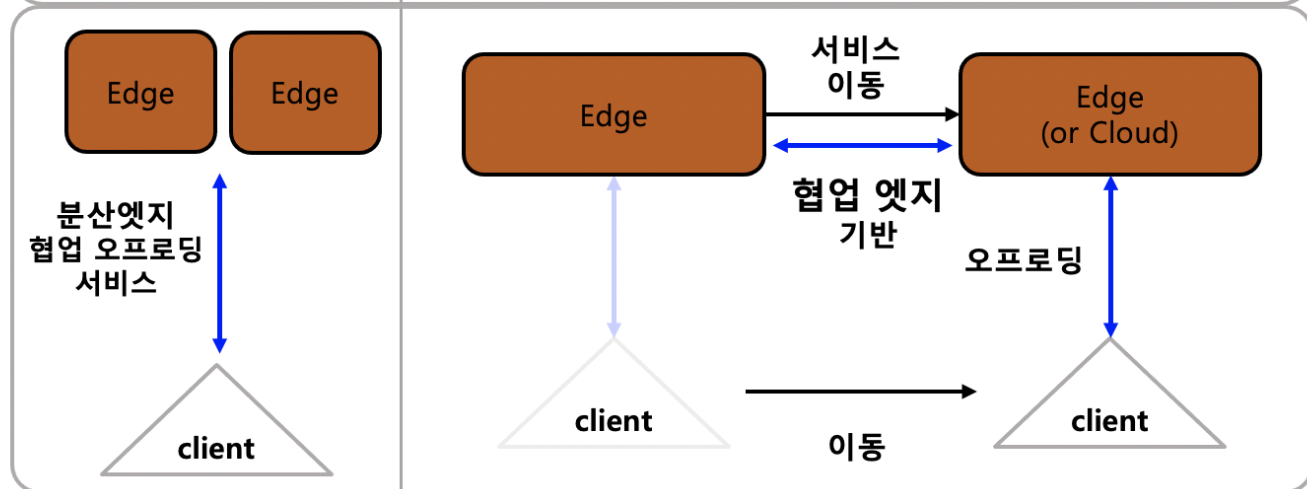 Edge
Edge
분산엣지
협업 오프로딩
서비스
client
서비스
이동
Edge
Edge
(or Cloud)
협업 엣지
기반
오프로딩
client
이동
client